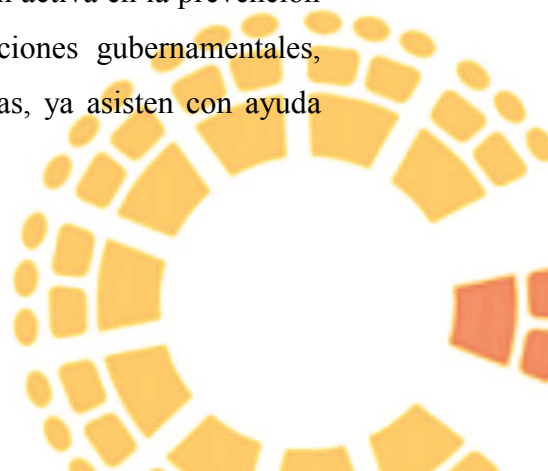 activa en la prevención
ciones gubernamentales,
as, ya asisten con ayuda